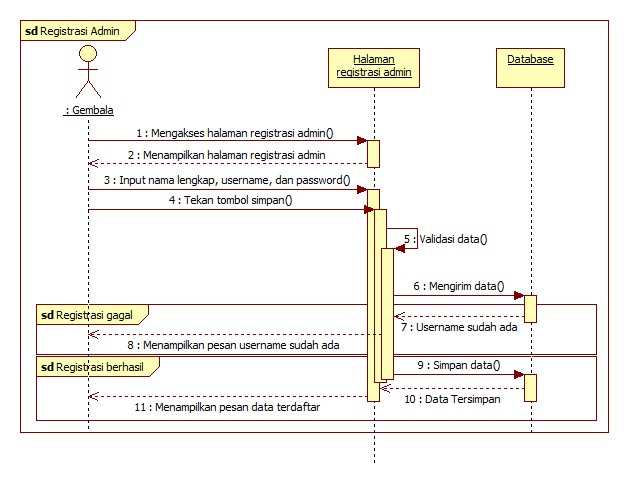 sd Registrasi Admin
Halaman
registrasi admin
Database
: Gembala
1 : Mengakses halaman registrasi admin()
2 : Menampilkan halaman registrasi admin
3 : Input nama lengkap, username, dan password()
4 : Tekan tombol simpan()
5 : Validasi data()
6 : Mengirim data()
sd Registrasi gagal
7 : Username sudah ada
8 : Menampilkan pesan username sudah ada
sd Registrasi berhasil
9 : Simpan data()
10 : Data Tersimpan
11 : Menampilkan pesan data terdaftar